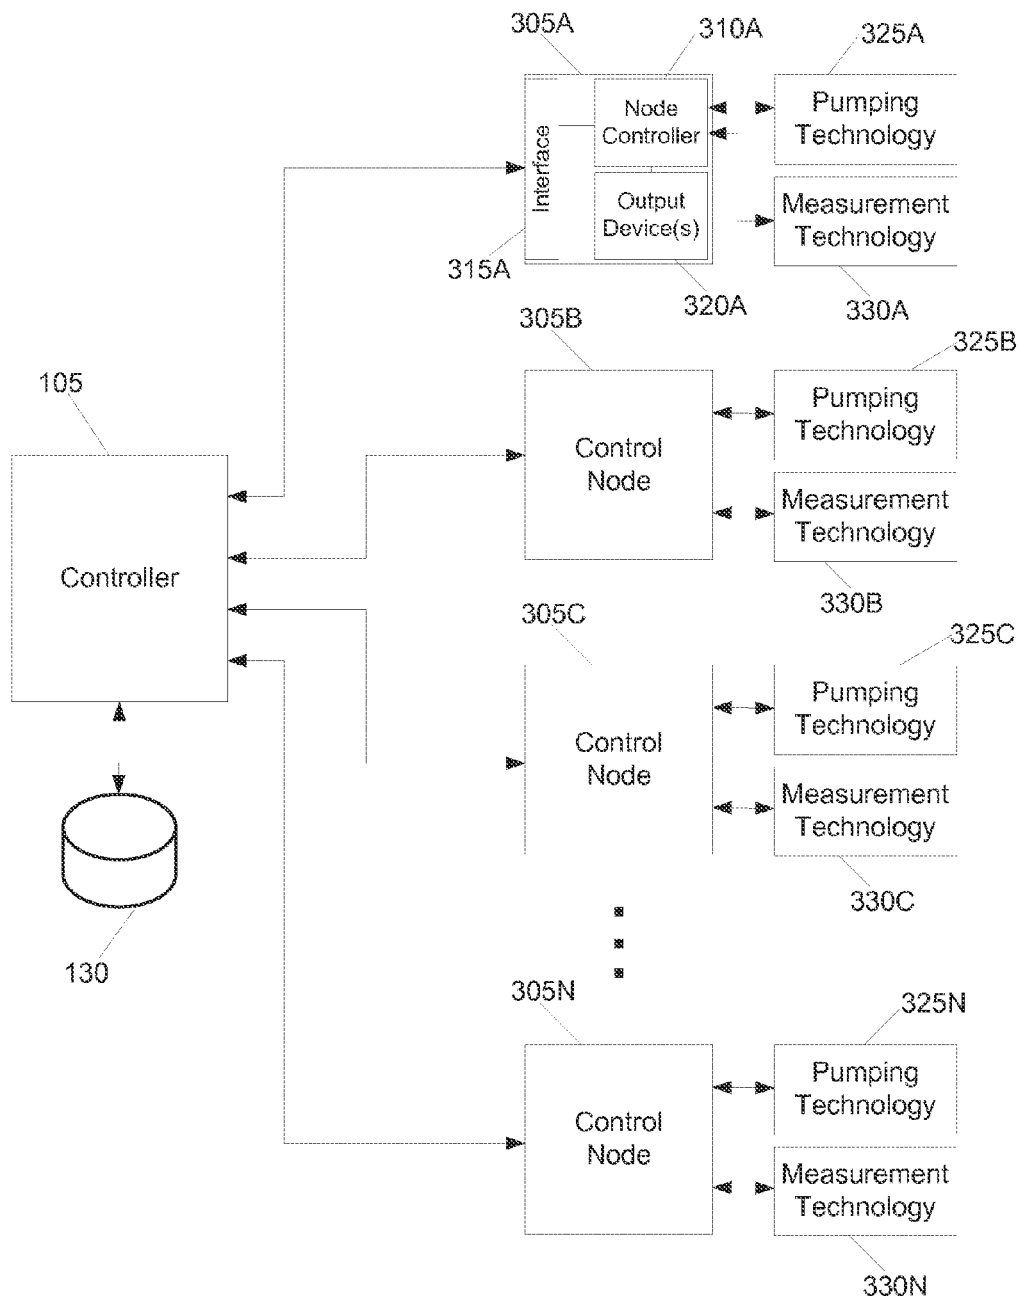 305A
310A
325A
Interface
Node
Controller
Output
Device(s)
Pumping
Technology
Measurement
Technology
315A
320A
330A
305B
325B
105
Controller
Control
Node
Pumping
Technology
Measurement
Technology
330B
305C
325C
Control
Node
Pumping
Technology
Measurement
Technology
330C
130
305N
325N
Control
Node
Pumping
Technology
Measurement
Technology
330N